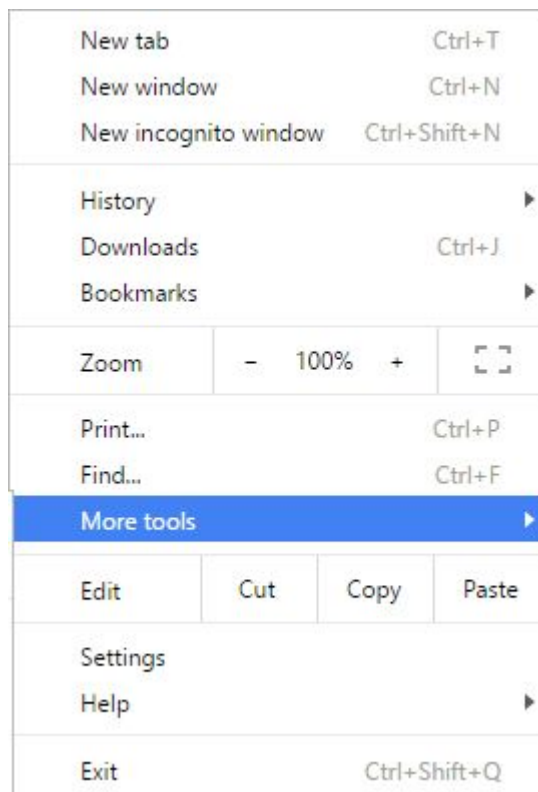 New tab Ctrl+T
New window Ctrl+N
New incognito window Ctrl+Shift+N
History
Downloads Ctrl+J
Bookmarks
Zoom − 100% +
Print... Ctrl+P
Find... Ctrl+F
More tools
Edit Cut Copy Paste
Settings
Help
Exit Ctrl+Shift+Q